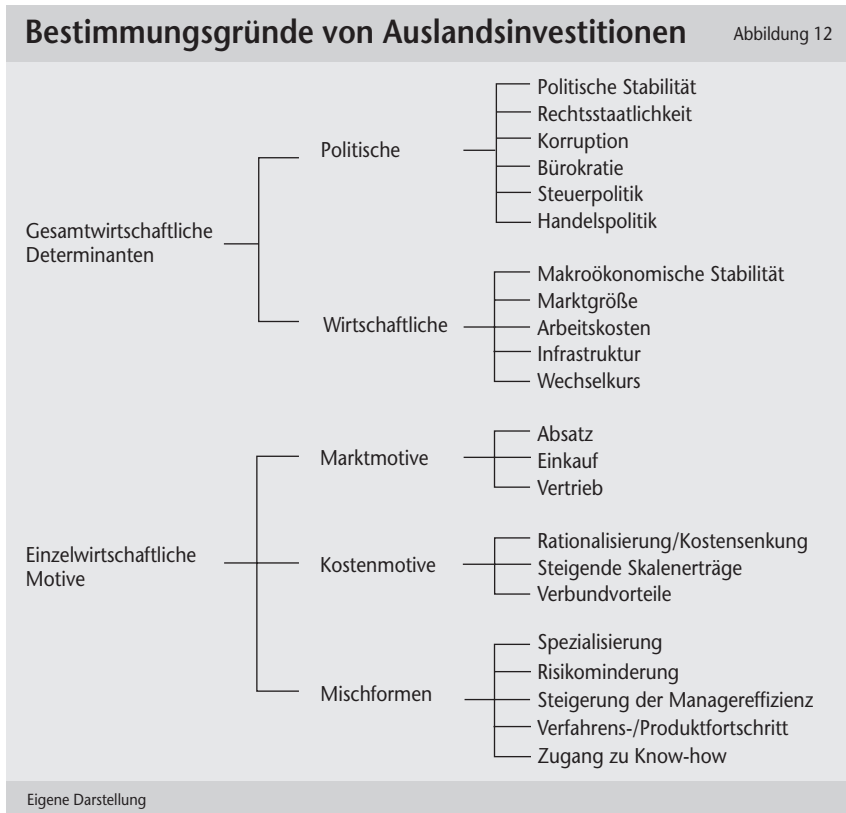 Bestimmungsgründe von Auslandsinvestitionen
Abbildung 12
Gesamtwirtschaftliche
Determinanten
Politische
Politische Stabilität
Rechtsstaatlichkeit
Korruption
Bürokratie
Steuerpolitik
Handelspolitik
Wirtschaftliche
Makroökonomische Stabilität
Marktgröße
Arbeitskosten
Infrastruktur
Wechselkurs
Einzelwirtschaftliche
Motive
Marktmotive
Absatz
Einkauf
Vertrieb
Kostenmotive
Rationalisierung/Kostensenkung
Steigende Skalenerträge
Verbundvorteile
Mischformen
Spezialisierung
Risikominderung
Steigerung der Managereffizienz
Verfahrens-/Produktfortschritt
Zugang zu Know-how
Eigene Darstellung